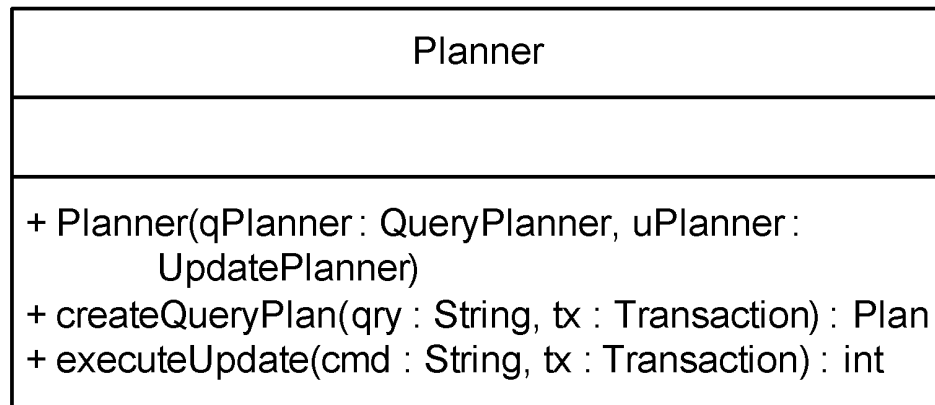 Planner
+ Planner(qPlanner : QueryPlanner, uPlanner :
UpdatePlanner)
+ createQueryPlan(qry : String, tx : Transaction) : Plan
+ executeUpdate(cmd : String, tx : Transaction) : int